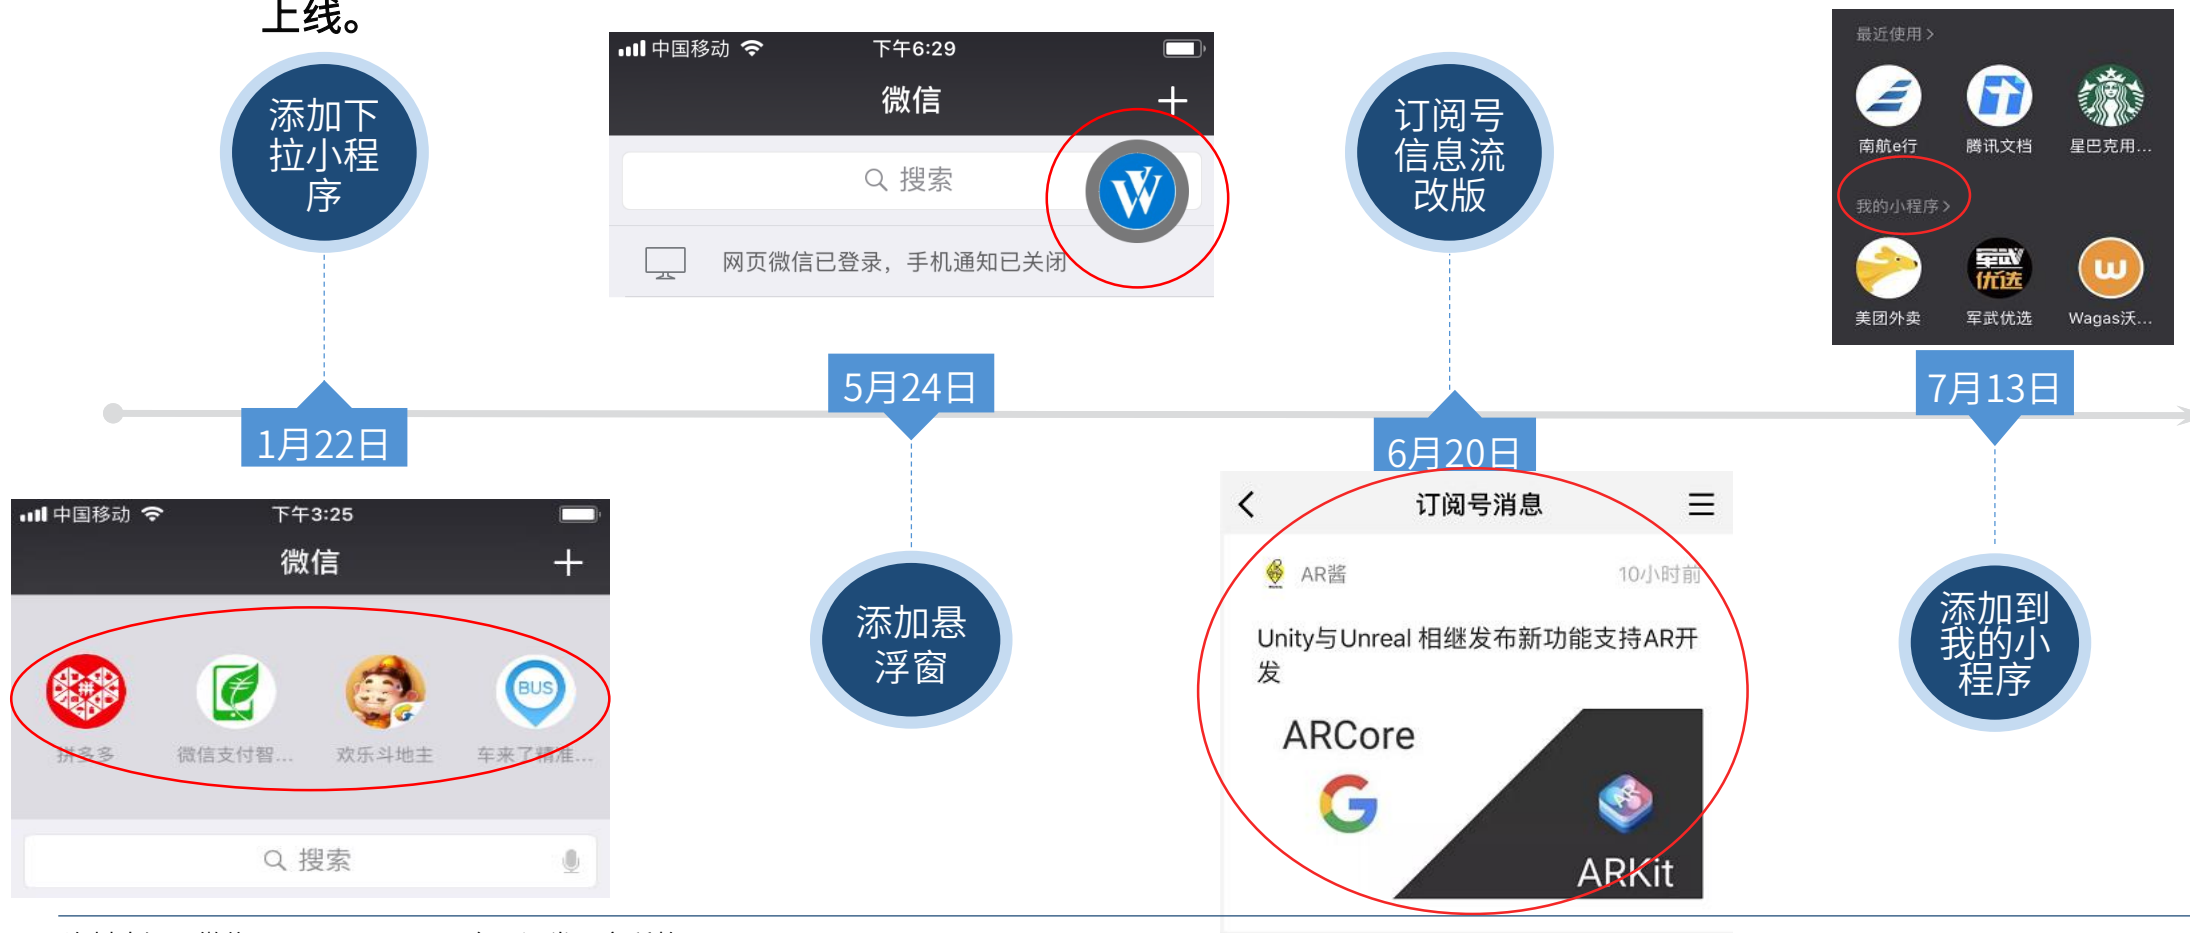 上线。
添加下
拉小程
序
中国移动
下午6:29
微信
搜索
W
网页微信已登录，手机通知已关闭
订阅号
信息流
改版
最近使用>
南航e行
腾讯文档
星巴克用...
我的小程序>
军武
优选
w
美团外卖
军武优选
Wagas沃...
1月22日
5月24日
6月20日
7月13日
中国移动
下午3:25
微信
拼
BUS
拼多多
微信支付智...
欢乐斗地主
车来了精准...
搜索
添加悬
浮窗
订阅号消息
AR酱
10小时前
Unity与Unreal 相继发布新功能支持AR开
发
ARCore
G
AR
ARKit
添加到
我的小
程序